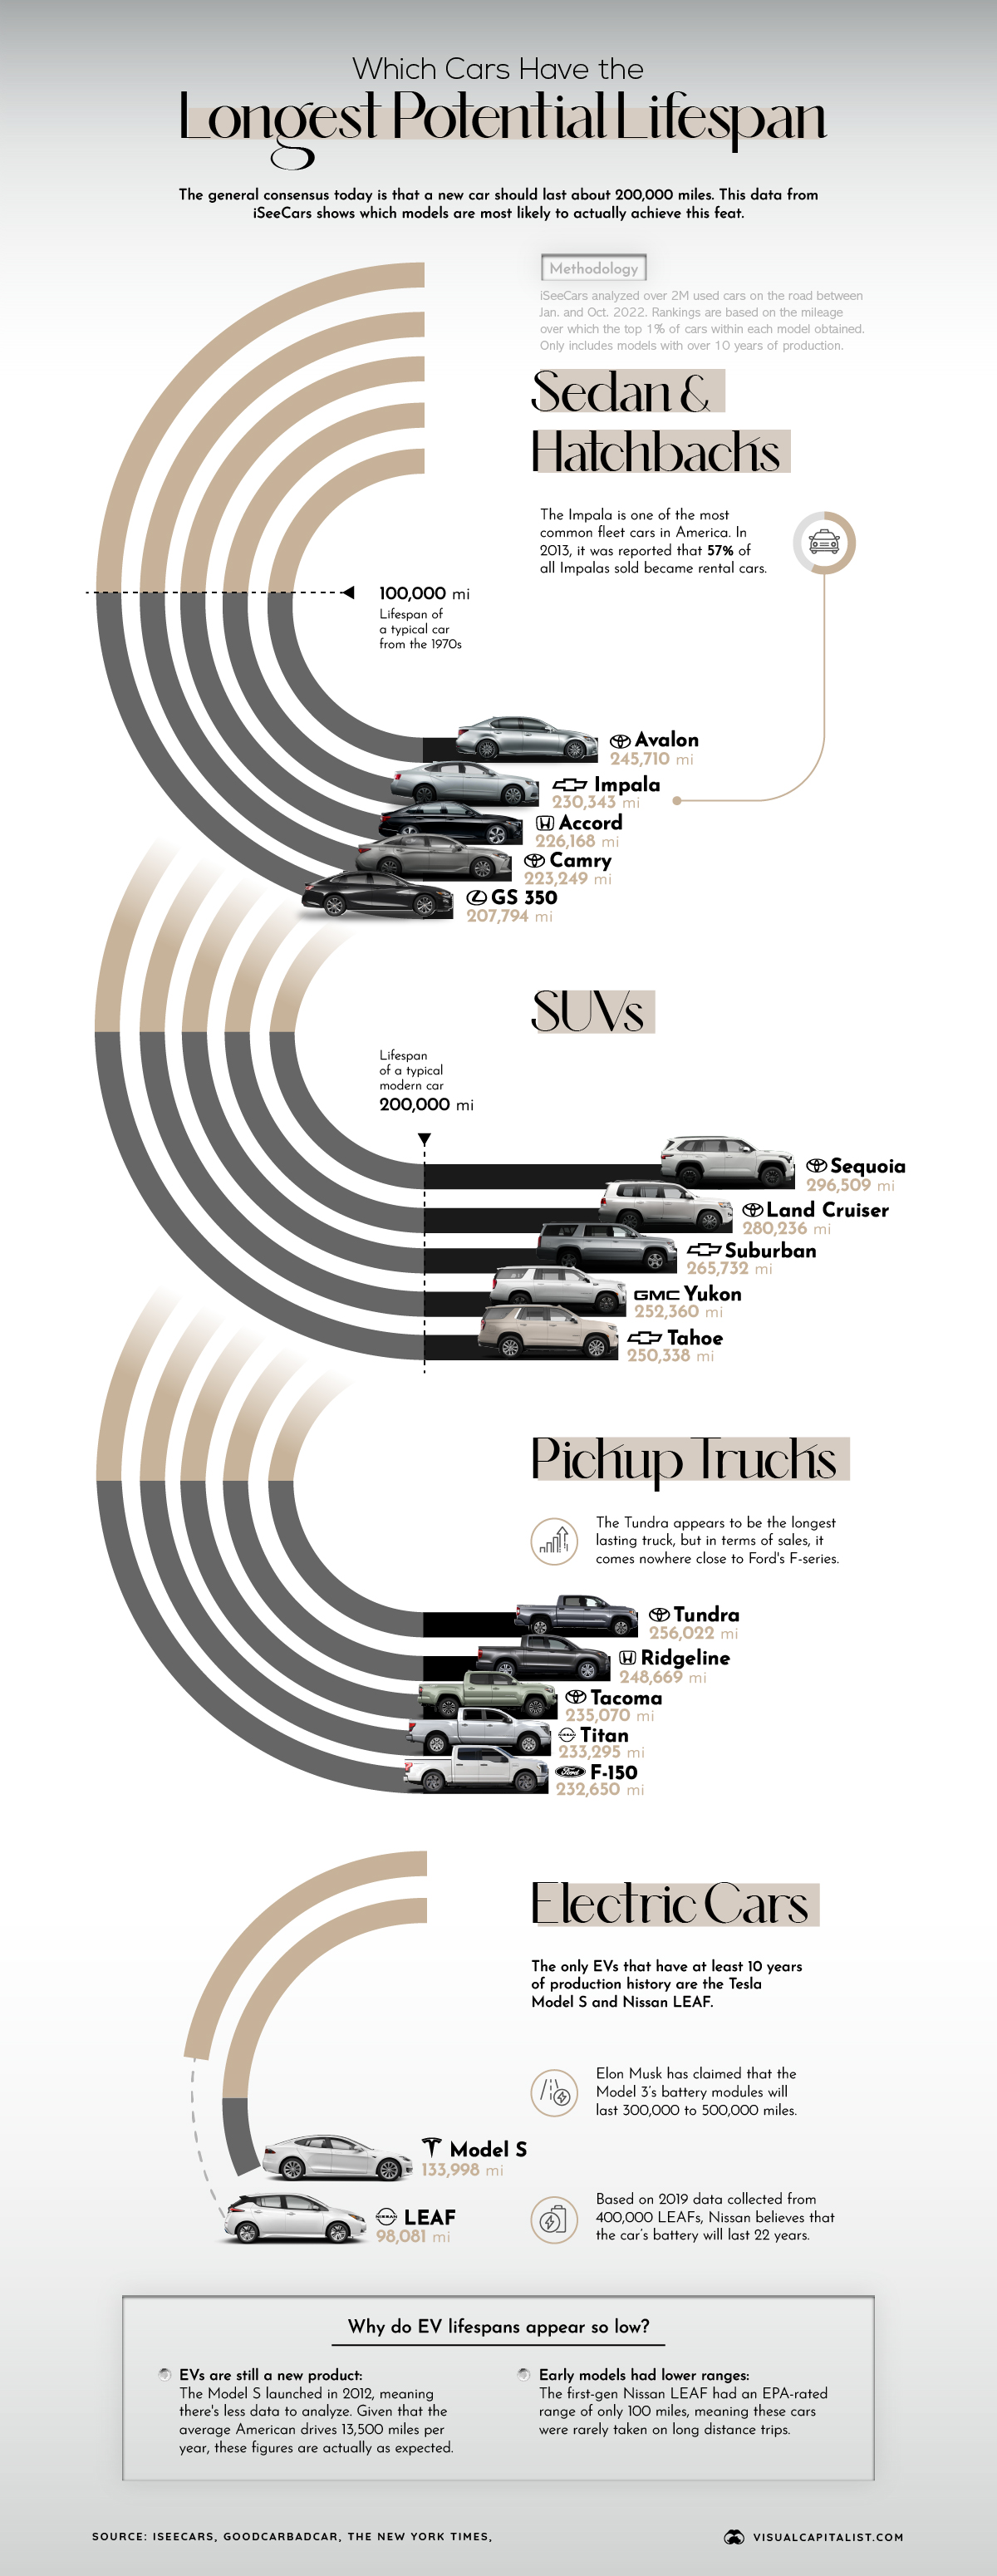 Which Cars Have the
Longest Potential Lifespan
The general consensus today is that a new car should last about 200,000 miles. This data from
iSeeCars shows which models are most likely to actually achieve this feat.
Methodology
iSeeCars analyzed over 2M used cars on the road between
Jan. and Oct. 2022. Rankings are based on the mileage
over which the top 1% of cars within each model obtained.
Only includes models with over 10 years of production.
Sedan &
Hatchbacks
The Impala is one of the most
common fleet cars in America. In
2013, it was reported that 57% of
all Impalas sold became rental cars.
100,000 mi
Lifespan of
a typical car
from the 1970s
Avalon
245,710 mi
Impala
230,343 mi
Accord
226,168 mi
Camry
223,249 mi
GS 350
207,794 mi
SUVs
Lifespan
of a typical
modern car
200,000 mi
Sequoia
296,509 mi
Land Cruiser
280,236 mi
Suburban
265,732 mi
GMC Yukon
252,360 mi
Tahoe
250,338 mi
Pickup Trucks
The Tundra appears to be the longest
lasting truck, but in terms of sales, it
comes nowhere close to Ford's F-series.
Tundra
256,022 mi
Ridgeline
248,669 mi
Tacoma
235,070 mi
NISSAN Titan
233,295 mi
Ford F-150
232,650 mi
Electric Cars
The only EVs that have at least 10 years
of production history are the Tesla
Model S and Nissan LEAF.
Elon Musk has claimed that the
Model 3's battery modules will
last 300,000 to 500,000 miles.
Model S
133,998 mi
NISSAN LEAF
98,081 mi
Based on 2019 data collected from
400,000 LEAFs, Nissan believes that
the car's battery will last 22 years.
Why do EV lifespans appear so low?
EVs are still a new product:
The Model S launched in 2012, meaning
there's less data to analyze. Given that the
average American drives 13,500 miles per
year, these figures are actually as expected.
Early models had lower ranges:
The first-gen Nissan LEAF had an EPA-rated
range of only 100 miles, meaning these cars
were rarely taken on long distance trips.
SOURCE: ISEECARS, GOODCARBADCAR, THE NEW YORK TIMES,
VISUALCAPITALIST.COM